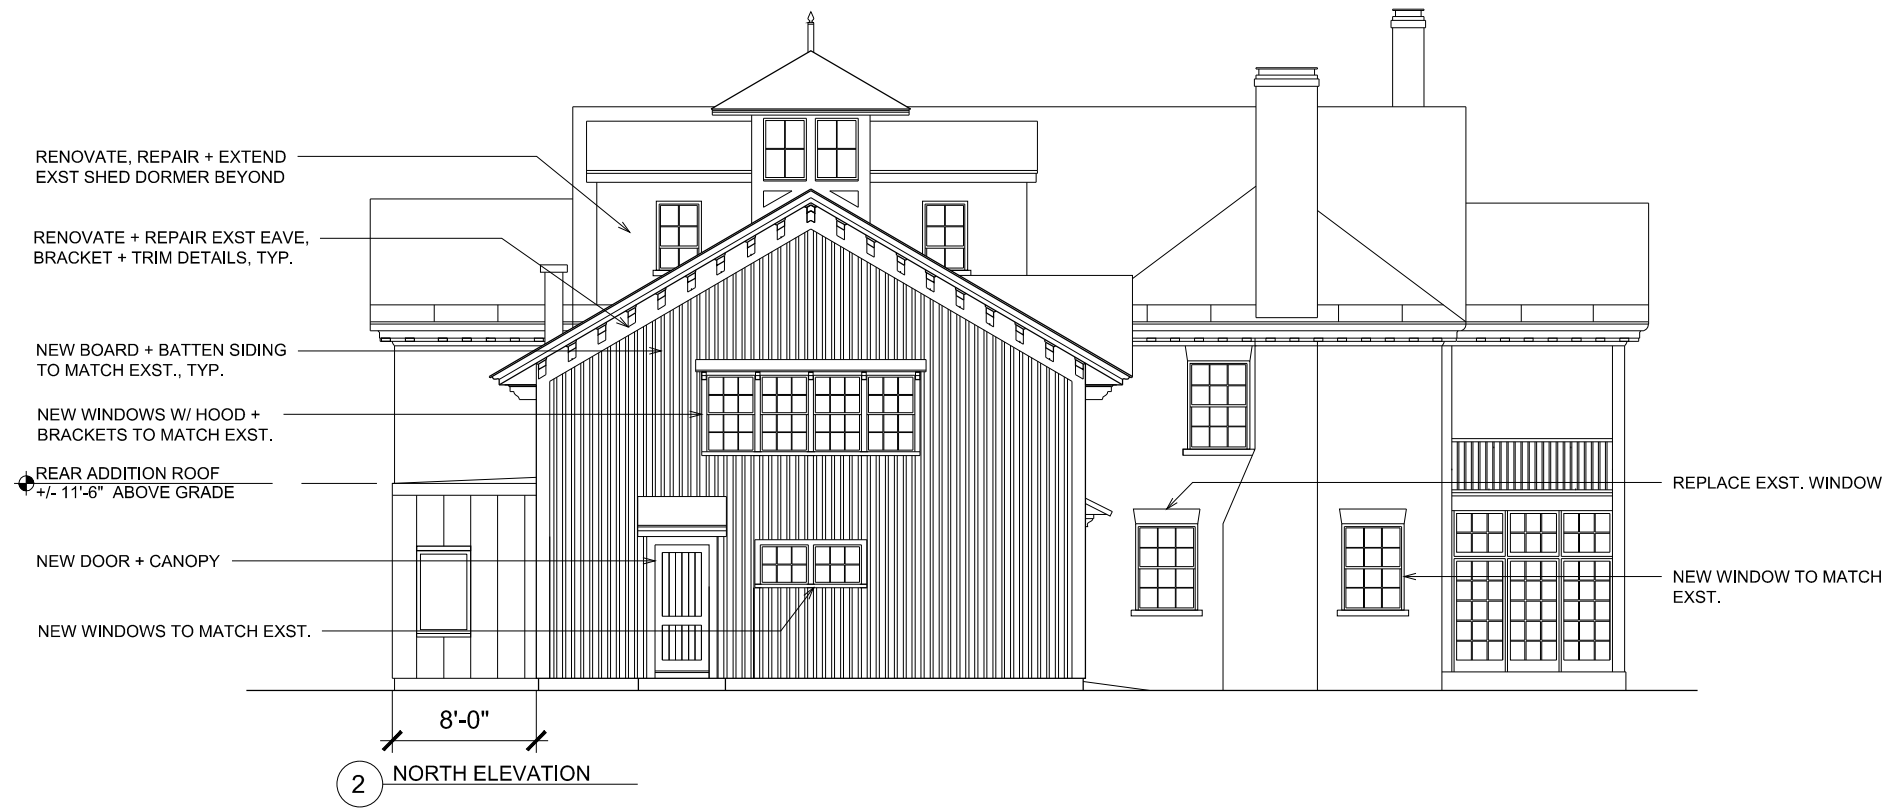 RENOVATE, REPAIR + EXTEND
EXST SHED DORMER BEYOND
RENOVATE + REPAIR EXST EAVE,
BRACKET + TRIM DETAILS, TYP.
NEW BOARD + BATTEN SIDING
TO MATCH EXST., TYP.
NEW WINDOWS W/ HOOD +
BRACKETS TO MATCH EXST.
REAR ADDITION ROOF
+/- 11'-6" ABOVE GRADE
NEW DOOR + CANOPY
NEW WINDOWS TO MATCH EXST.
REPLACE EXST. WINDOW
NEW WINDOW TO MATCH
EXST.
8'-0"
2 NORTH ELEVATION